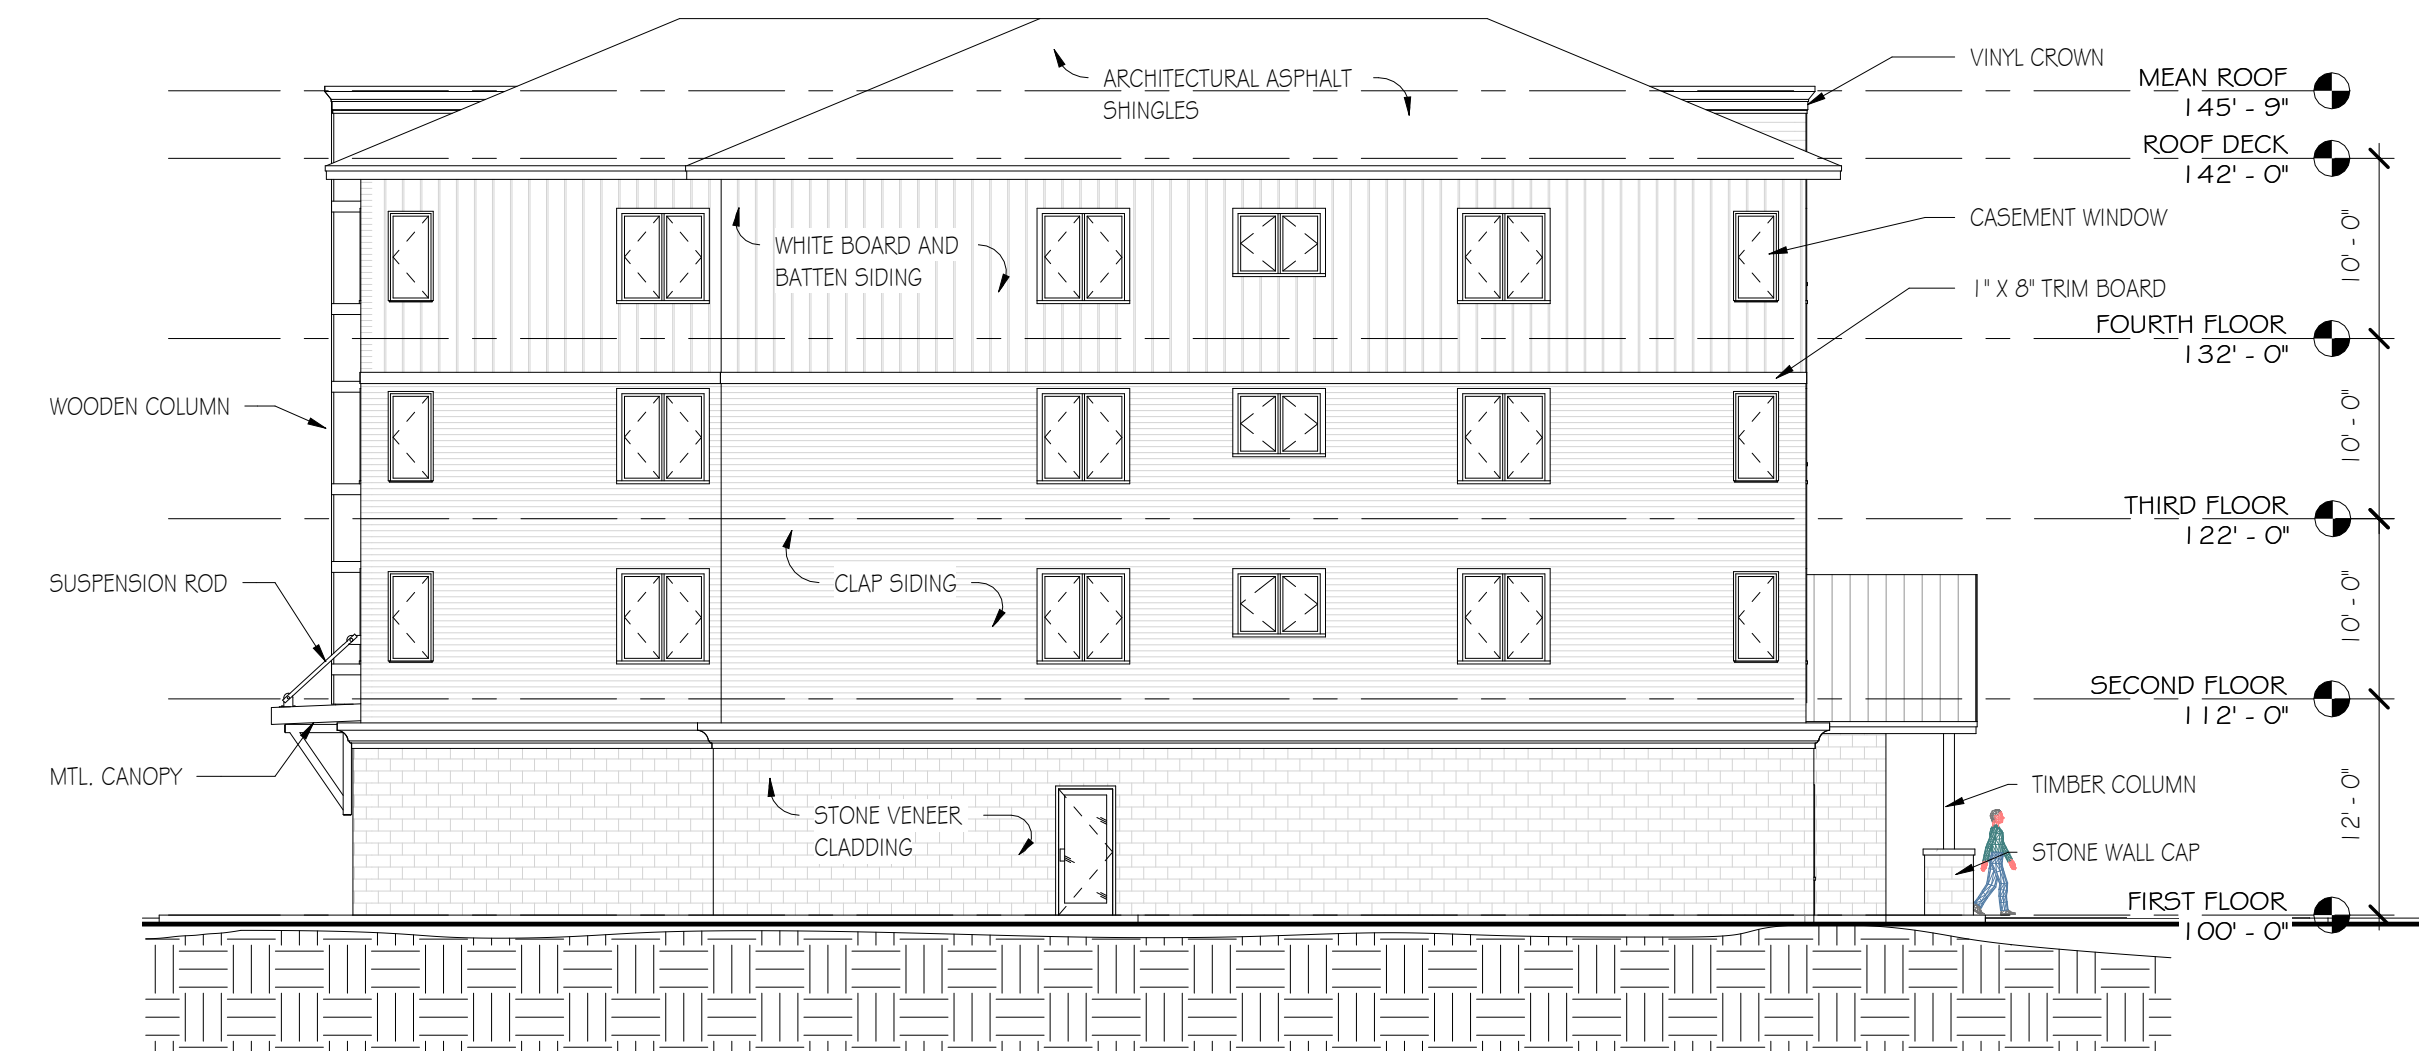 VINYL CROWN
MEAN ROOF
145' - 9"
ARCHITECTURAL ASPHALT
SHINGLES
ROOF DECK
142' - 0"
CASEMENT WINDOW
10' - 0"
WHITE BOARD AND
BATTEN SIDING
1" X 8" TRIM BOARD
FOURTH FLOOR
132' - 0"
WOODEN COLUMN
10' - 0"
THIRD FLOOR
122' - 0"
SUSPENSION ROD
CLAP SIDING
10' - 0"
SECOND FLOOR
112' - 0"
MTL. CANOPY
TIMBER COLUMN
12' - 0"
STONE VENEER
CLADDING
STONE WALL CAP
FIRST FLOOR
100' - 0"